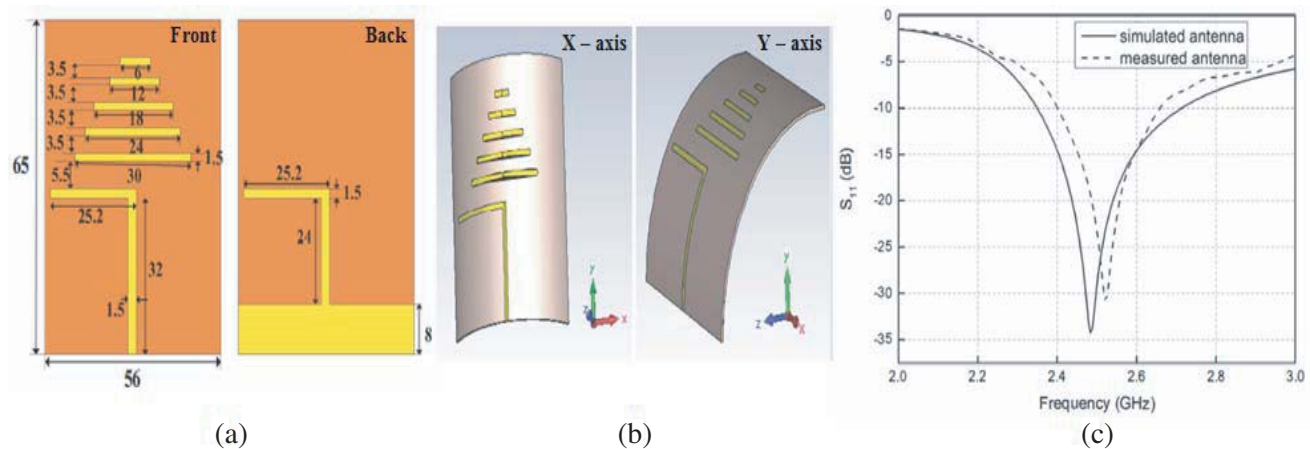 Front
3.5
6
3.5
12
3.5
18
3.5
24
1.5
5.5
30
25.2
32
1.5
65
56
Back
25.2
1.5
24
8
X – axis
y
z
x
Y – axis
y
z
x
0
-5
-10
-15
-20
-25
-30
-35
S11 (dB)
simulated antenna
measured antenna
2.0 2.2 2.4 2.6 2.8 3.0
Frequency (GHz)
(a) (b) (c)